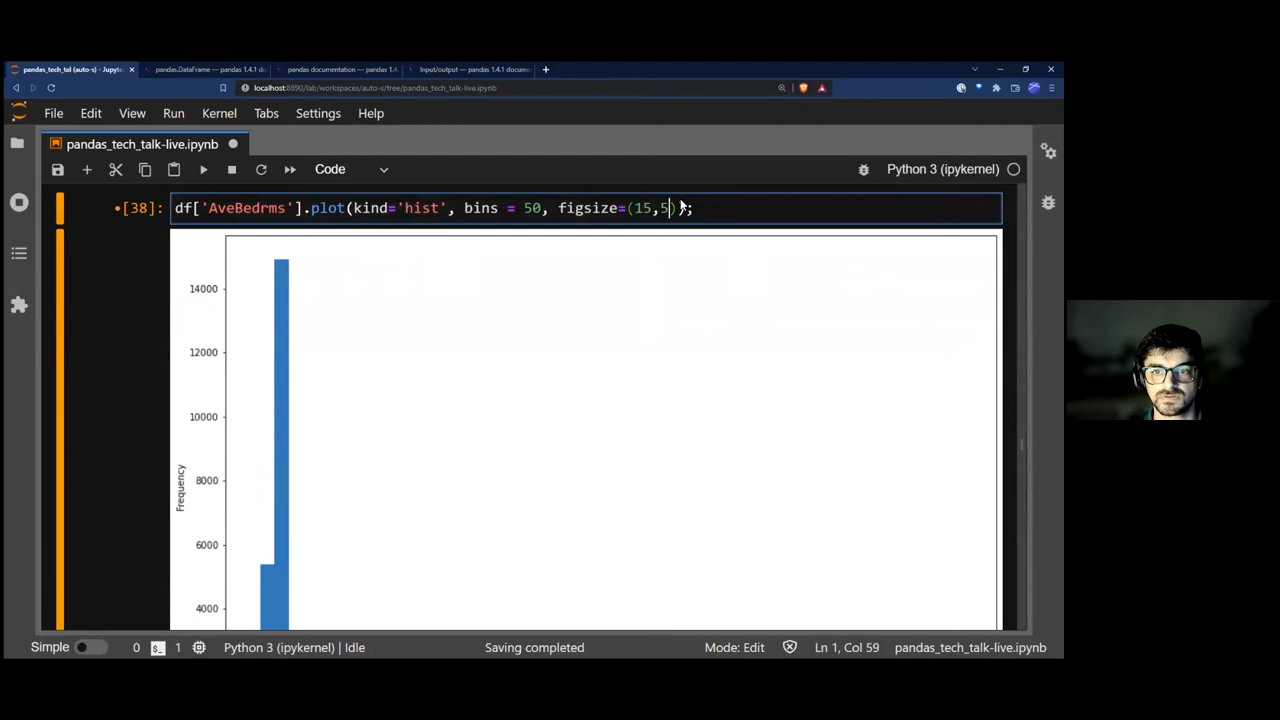 pandas_tech_tal (auto-s) - Jupyte
pandas.DataFrame — pandas 1.4.1 do
pandas documentation — pandas 1.4
Input/output — pandas 1.4.1 docume
localhost:8890/lab/workspaces/auto-s/tree/pandas_tech_talk-live.ipynb
File Edit View Run Kernel Tabs Settings Help
pandas_tech_talk-live.ipynb
Code
Python 3 (ipykernel)
[38]: df['AveBedrms'].plot(kind='hist', bins = 50, figsize=(15,5));
14000
12000
10000
8000
6000
4000
Frequency
Simple 0 $_ 1 Python 3 (ipykernel) | Idle Saving completed Mode: Edit Ln 1, Col 59 pandas_tech_talk-live.ipynb